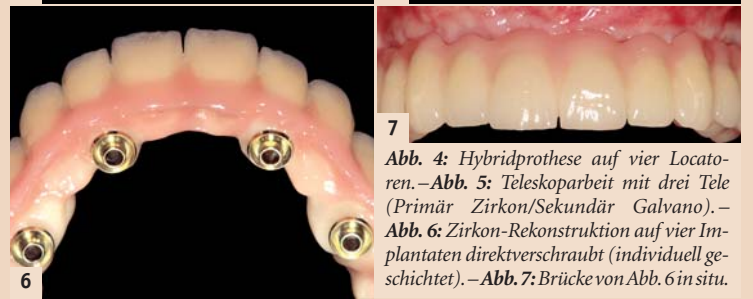 6
7
Abb. 4: Hybridprothese auf vier Locato-
ren. – Abb. 5: Teleskoparbeit mit drei Tele
(Primär Zirkon/Sekundär Galvano). –
Abb. 6: Zirkon-Rekonstruktion auf vier Im-
plantaten direktverschraubt (individuell ge-
schichtet). – Abb. 7: Brücke von Abb. 6 in situ.